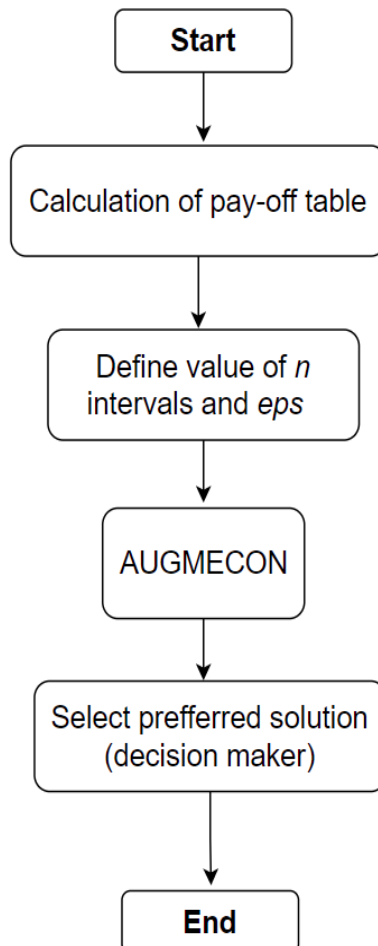 Start
Calculation of pay-off table
Define value of n
intervals and eps
AUGMECON
Select prefferred solution
(decision maker)
End